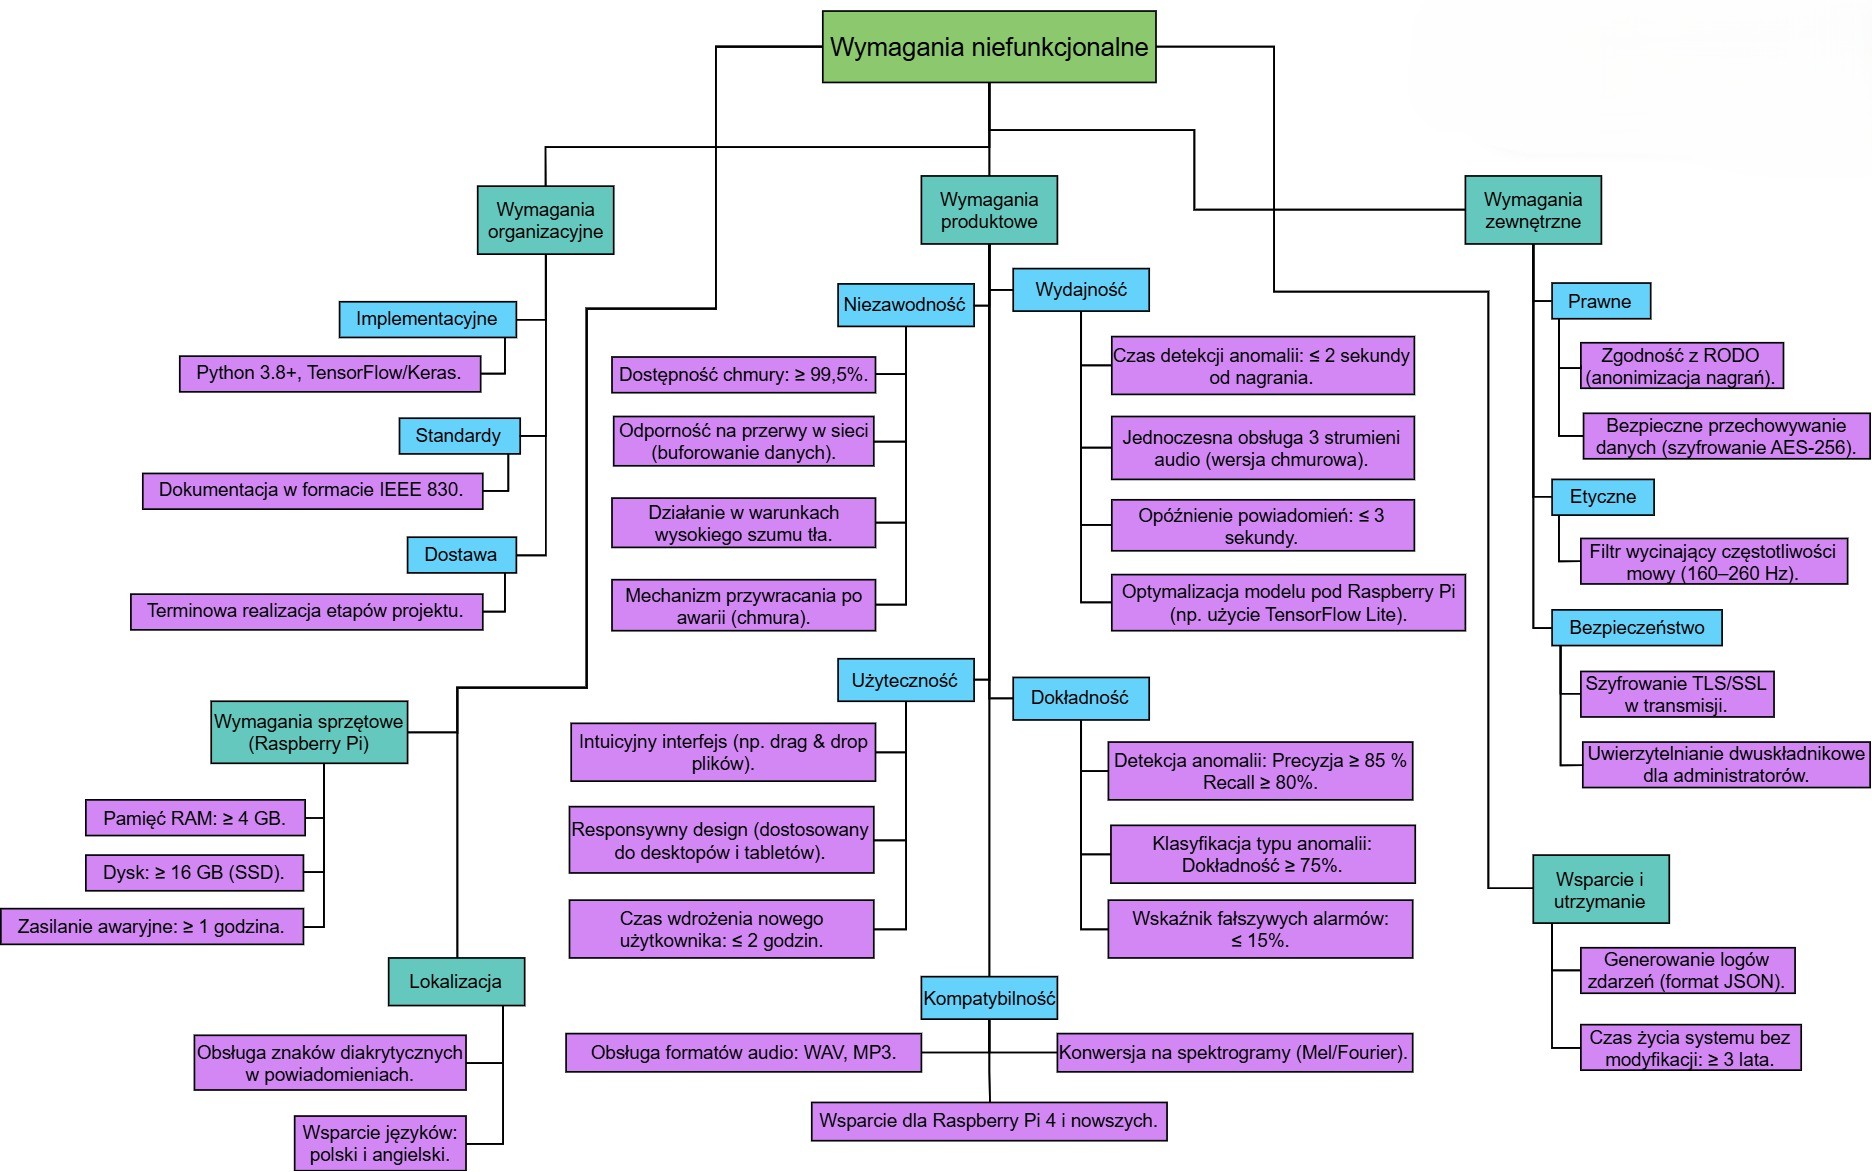 Wymagania niefunkcjonalne
Wymagania
organizacyjne
Implementacyjne
Python 3.8+, TensorFlow/Keras.
Standardy
Dokumentacja w formacie IEEE 830.
Dostawa
Terminowa realizacja etapów projektu.
Wymagania
produktowe
Niezawodność
Dostępność chmury: ≥ 99,5%.
Odporność na przerwy w sieci
(buforowanie danych).
Działanie w warunkach
wysokiego szumu tła.
Mechanizm przywracania po
awarii (chmura).
Wydajność
Czas detekcji anomalii: ≤ 2 sekundy
od nagrania.
Jednoczesna obsługa 3 strumieni
audio (wersja chmurowa).
Opóźnienie powiadomień: ≤ 3
sekundy.
Optymalizacja modelu pod Raspberry Pi
(np. użycie TensorFlow Lite).
Użyteczność
Intuicyjny interfejs (np. drag & drop
plików).
Responsywny design (dostosowany
do desktopów i tabletów).
Czas wdrożenia nowego
użytkownika: ≤ 2 godzin.
Dokładność
Detekcja anomalii: Precyzja ≥ 85 %
Recall ≥ 80%.
Klasyfikacja typu anomalii:
Dokładność ≥ 75%.
Wskaźnik fałszywych alarmów:
≤ 15%.
Kompatybilność
Obsługa formatów audio: WAV, MP3.
Konwersja na spektrogramy (Mel/Fourier).
Wsparcie dla Raspberry Pi 4 i nowszych.
Wymagania
zewnętrzne
Prawne
Zgodność z RODO
(anonimizacja nagrań).
Bezpieczne przechowywanie
danych (szyfrowanie AES-256).
Etyczne
Filtr wycinający częstotliwości
mowy (160–260 Hz).
Bezpieczeństwo
Szyfrowanie TLS/SSL
w transmisji.
Uwierzytelnianie dwuskładnikowe
dla administratorów.
Wymagania sprzętowe
(Raspberry Pi)
Pamięć RAM: ≥ 4 GB.
Dysk: ≥ 16 GB (SSD).
Zasilanie awaryjne: ≥ 1 godzina.
Lokalizacja
Obsługa znaków diakrytycznych
w powiadomieniach.
Wsparcie języków:
polski i angielski.
Wsparcie i
utrzymanie
Generowanie logów
zdarzeń (format JSON).
Czas życia systemu bez
modyfikacji: ≥ 3 lata.